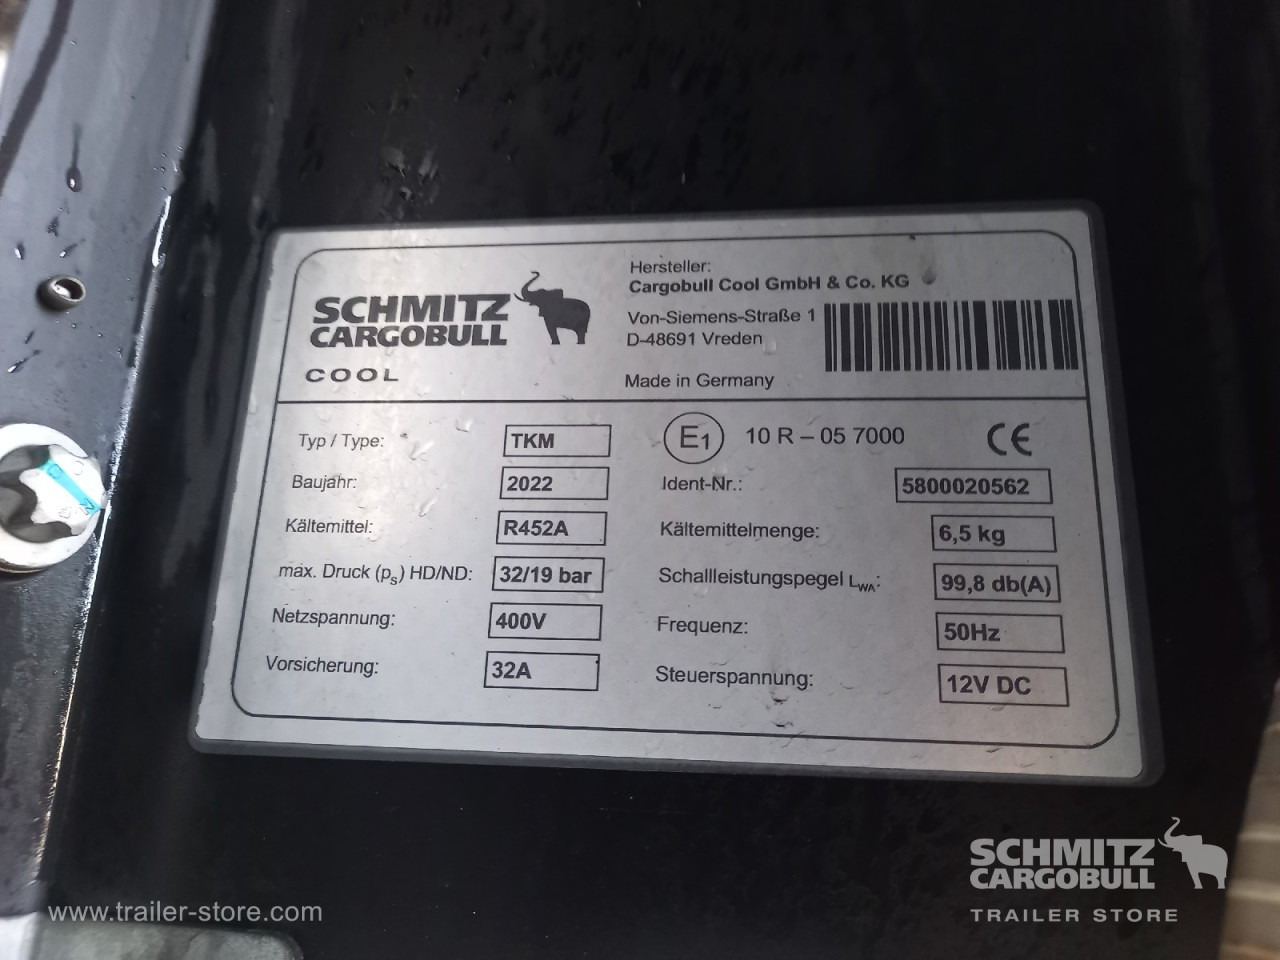 SCHMITZ
CARGOBULL
COOL
Hersteller:
Cargobull Cool GmbH & Co. KG
Von-Siemens-Straße 1
D-48691 Vreden
Made in Germany
Typ / Type: TKM
E1 10 R – 05 7000 CE
Baujahr: 2022
Ident-Nr.: 5800020562
Kältemittel: R452A
Kältemittelmenge: 6,5 kg
max. Druck (ps) HD/ND: 32/19 bar
Schallleistungspegel LWA: 99,8 db(A)
Netzspannung: 400V
Frequenz: 50Hz
Vorsicherung: 32A
Steuerspannung: 12V DC
SCHMITZ
CARGOBULL
TRAILER STORE
www.trailer-store.com